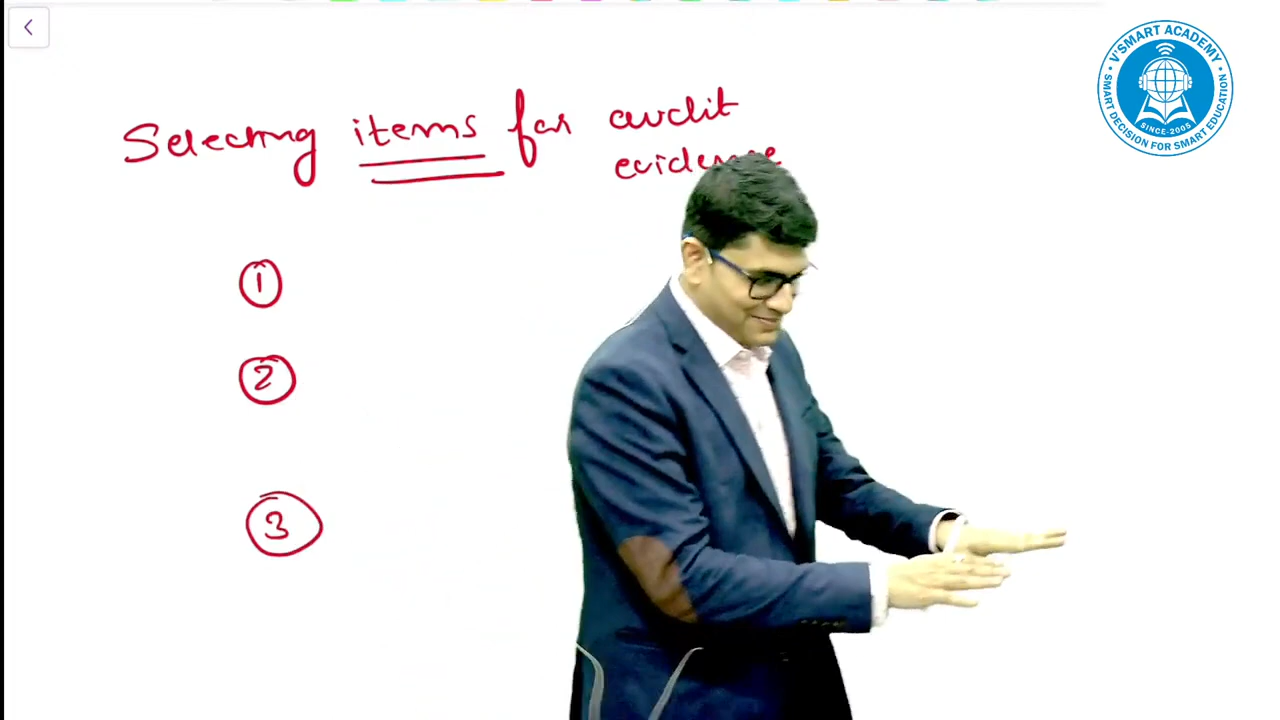 V'SMART ACADEMY
SMART DECISION FOR SMART EDUCATION
SINCE-2005
Selecting items for audit
evidence
1
2
3